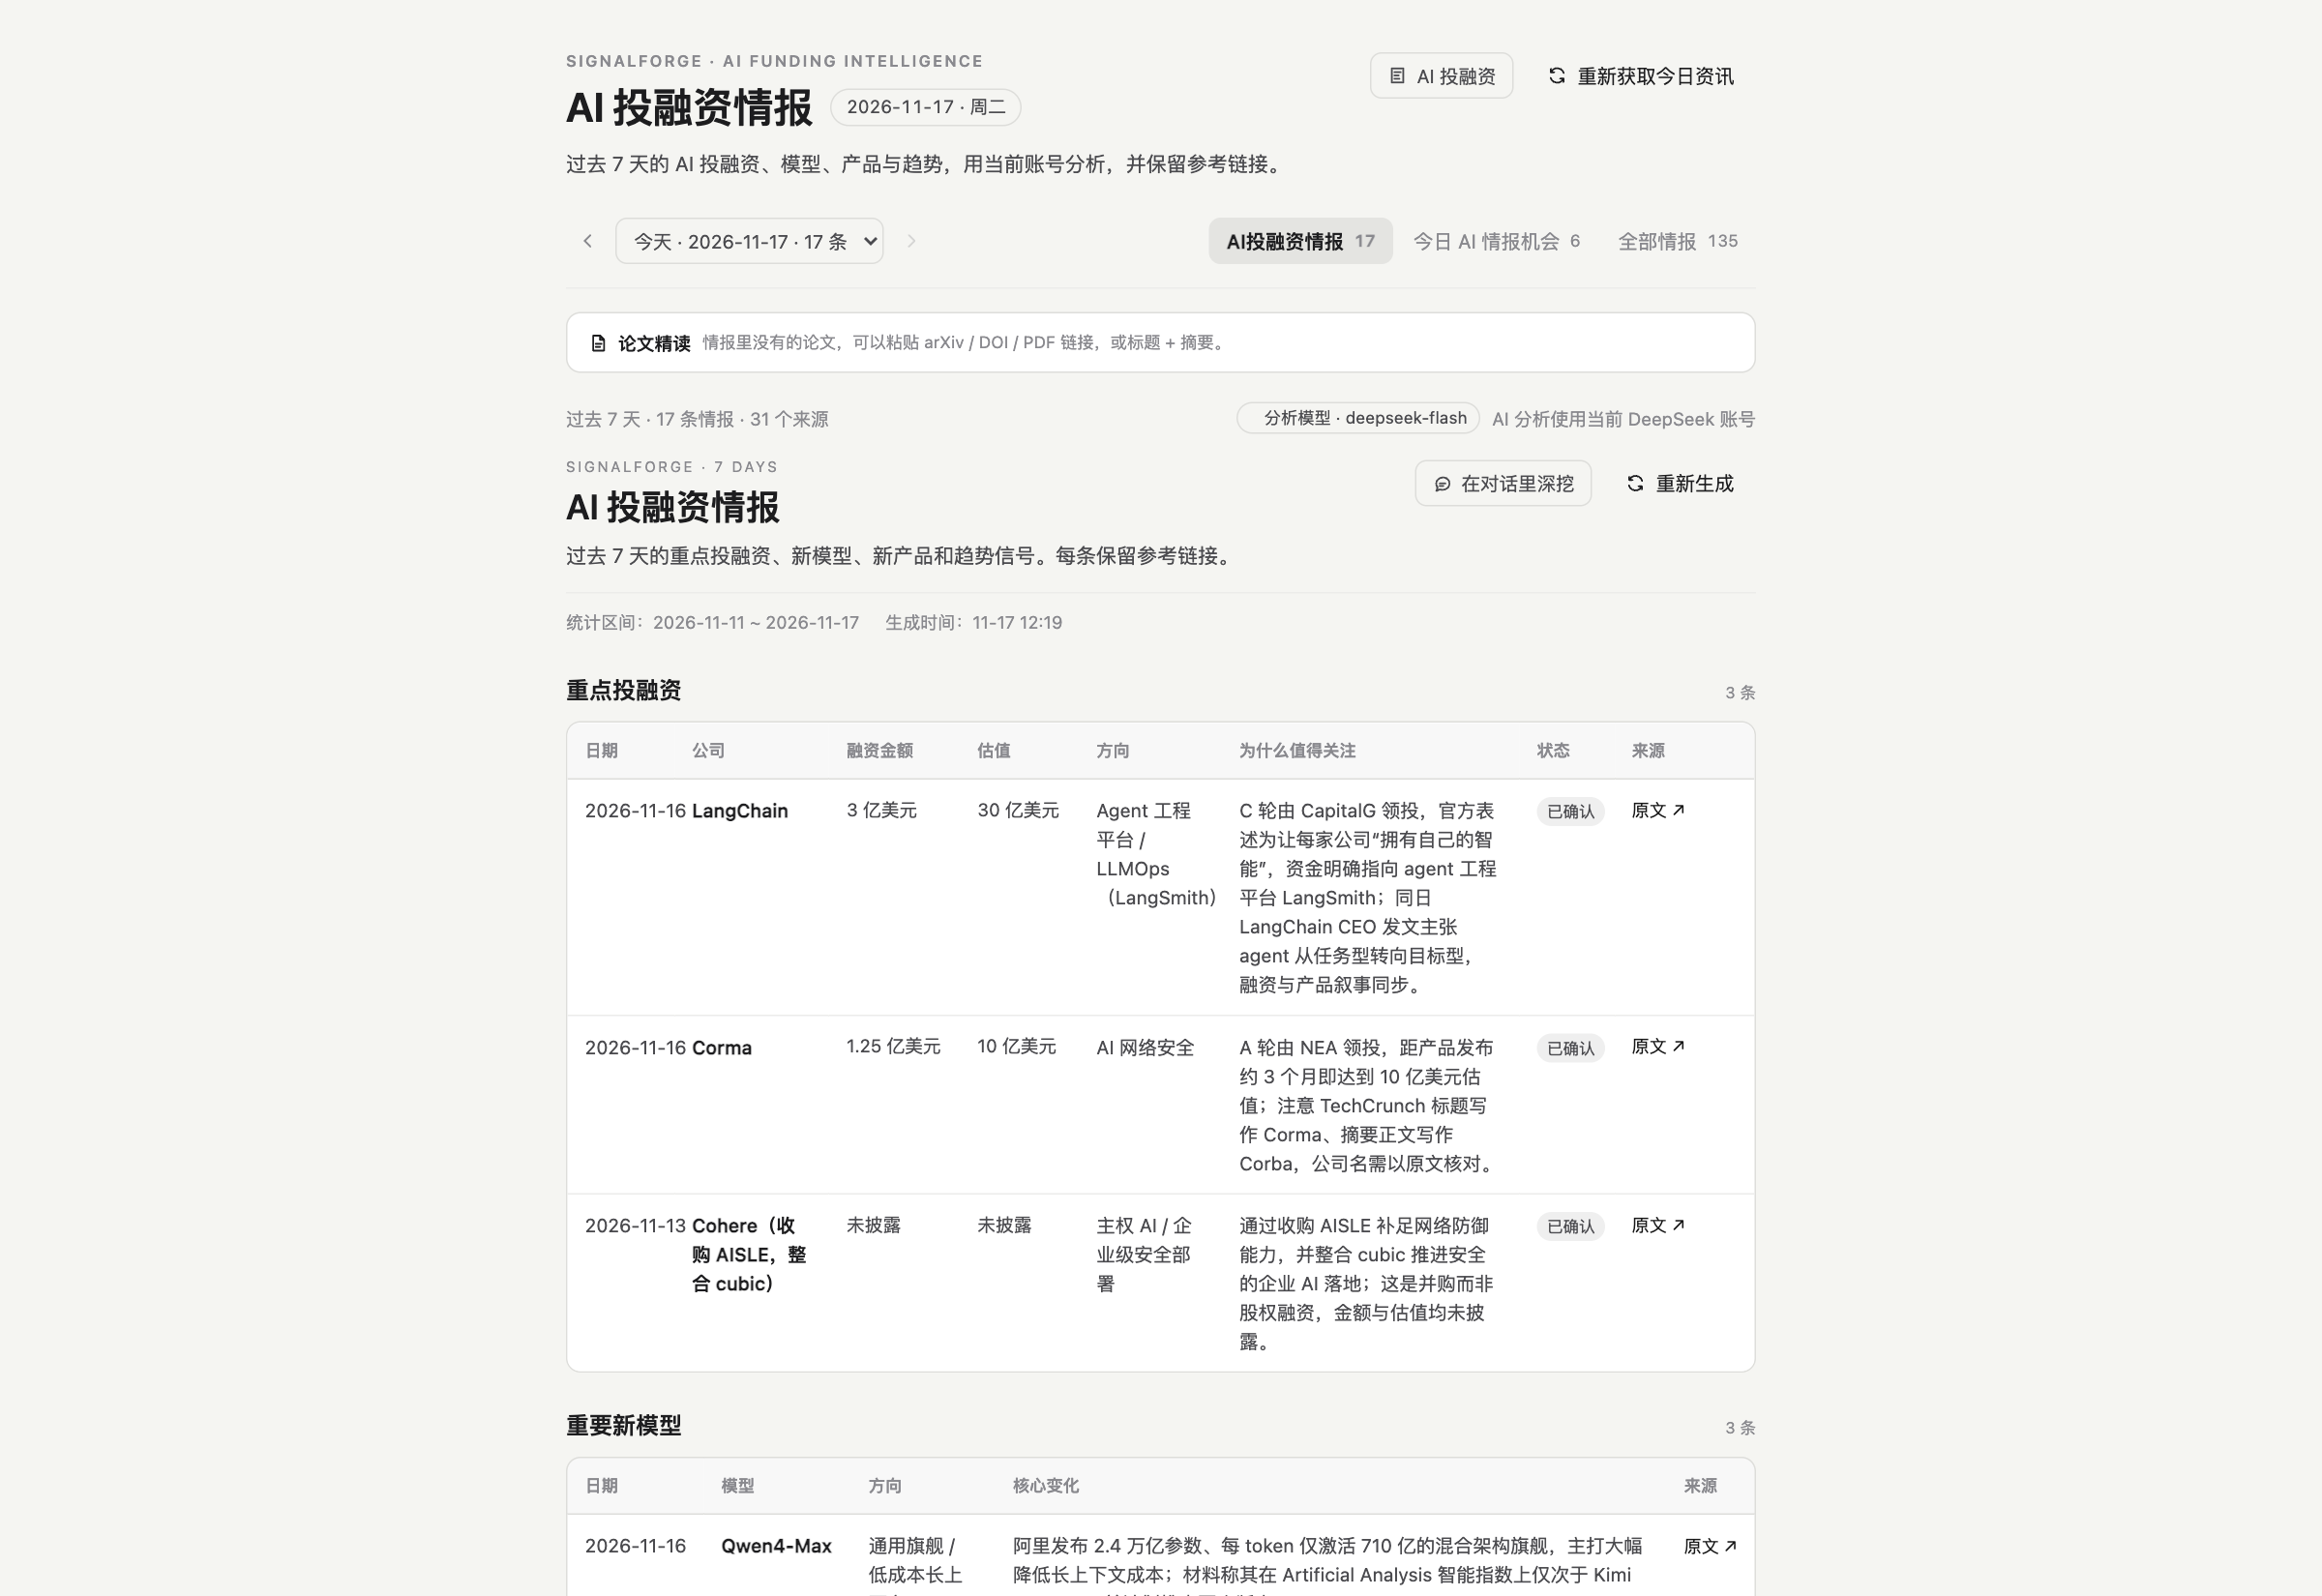 SIGNALFORGE · AI FUNDING INTELLIGENCE
AI 投融资情报
2026-11-17 · 周二
AI 投融资
重新获取今日资讯
过去 7 天的 AI 投融资、模型、产品与趋势，用当前账号分析，并保留参考链接。
今天 · 2026-11-17 · 17 条
AI投融资情报 17
今日 AI 情报机会 6
全部情报 135
论文精读 情报里没有的论文，可以粘贴 arXiv / DOI / PDF 链接，或标题 + 摘要。
过去 7 天 · 17 条情报 · 31 个来源
分析模型 · deepseek-flash
AI 分析使用当前 DeepSeek 账号
SIGNALFORGE · 7 DAYS
AI 投融资情报
在对话里深挖
重新生成
过去 7 天的重点投融资、新模型、新产品和趋势信号。每条保留参考链接。
统计区间：2026-11-11 ~ 2026-11-17 生成时间：11-17 12:19
重点投融资
3 条
日期 公司 融资金额 估值 方向 为什么值得关注 状态 来源
2026-11-16 LangChain
3 亿美元
30 亿美元
Agent 工程
平台 /
LLMOps
（LangSmith）
C 轮由 CapitalG 领投，官方表
述为让每家公司“拥有自己的智
能”，资金明确指向 agent 工程
平台 LangSmith；同日
LangChain CEO 发文主张
agent 从任务型转向目标型，
融资与产品叙事同步。
已确认
原文 ↗
2026-11-16 Corma
1.25 亿美元
10 亿美元
AI 网络安全
A 轮由 NEA 领投，距产品发布
约 3 个月即达到 10 亿美元估
值；注意 TechCrunch 标题写
作 Corma、摘要正文写作
Corba，公司名需以原文核对。
已确认
原文 ↗
2026-11-13
Cohere（收
购 AISLE，整
合 cubic）
未披露
未披露
主权 AI / 企
业级安全部
署
通过收购 AISLE 补足网络防御
能力，并整合 cubic 推进安全
的企业 AI 落地；这是并购而非
股权融资，金额与估值均未披
露。
已确认
原文 ↗
重要新模型
3 条
日期 模型 方向 核心变化 来源
2026-11-16
Qwen4-Max
通用旗舰 /
低成本长上
阿里发布 2.4 万亿参数、每 token 仅激活 710 亿的混合架构旗舰，主打大幅
降低长上下文成本；材料称其在 Artificial Analysis 智能指数上仅次于 Kimi
原文 ↗